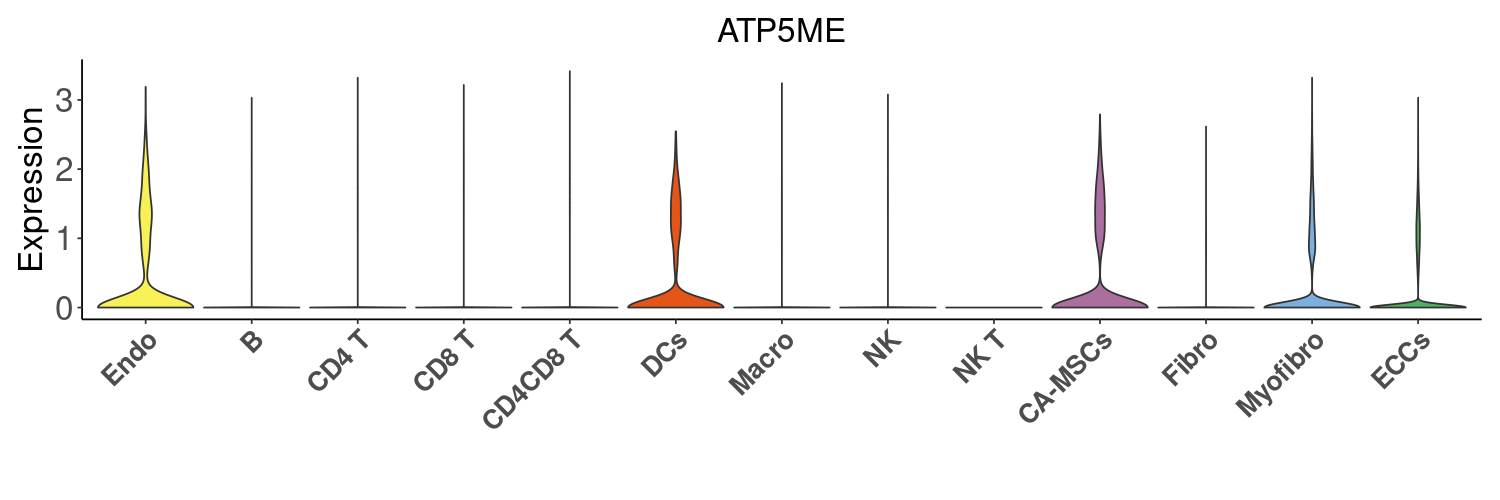 ATP5ME
Expression
3
2
1
0
Endo
B
CD4 T
CD8 T
CD4CD8 T
DCs
Macro
NK
NK T
CA-MSCs
Fibro
Myofibro
ECCs